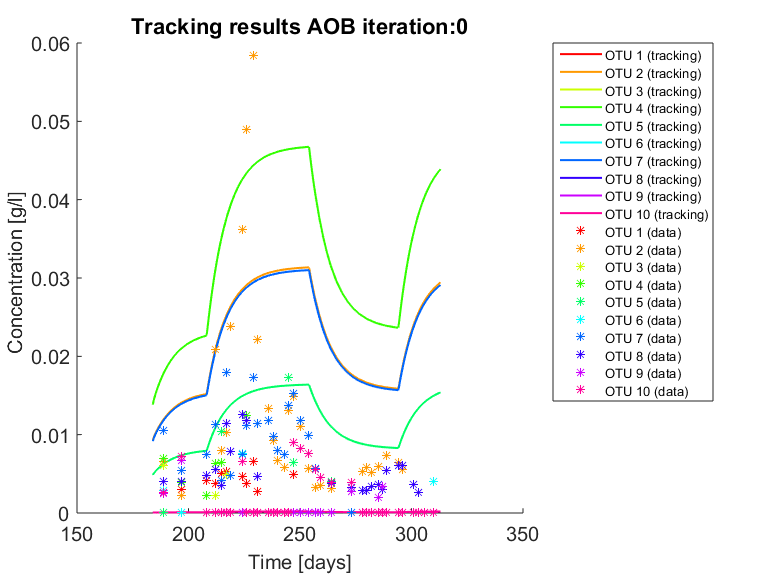 Tracking results AOB iteration:0
0.06
0.05
0.04
0.03
0.02
0.01
0
Concentration [g/l]
150
200
250
300
350
Time [days]
OTU 1 (tracking)
OTU 2 (tracking)
OTU 3 (tracking)
OTU 4 (tracking)
OTU 5 (tracking)
OTU 6 (tracking)
OTU 7 (tracking)
OTU 8 (tracking)
OTU 9 (tracking)
OTU 10 (tracking)
OTU 1 (data)
OTU 2 (data)
OTU 3 (data)
OTU 4 (data)
OTU 5 (data)
OTU 6 (data)
OTU 7 (data)
OTU 8 (data)
OTU 9 (data)
OTU 10 (data)